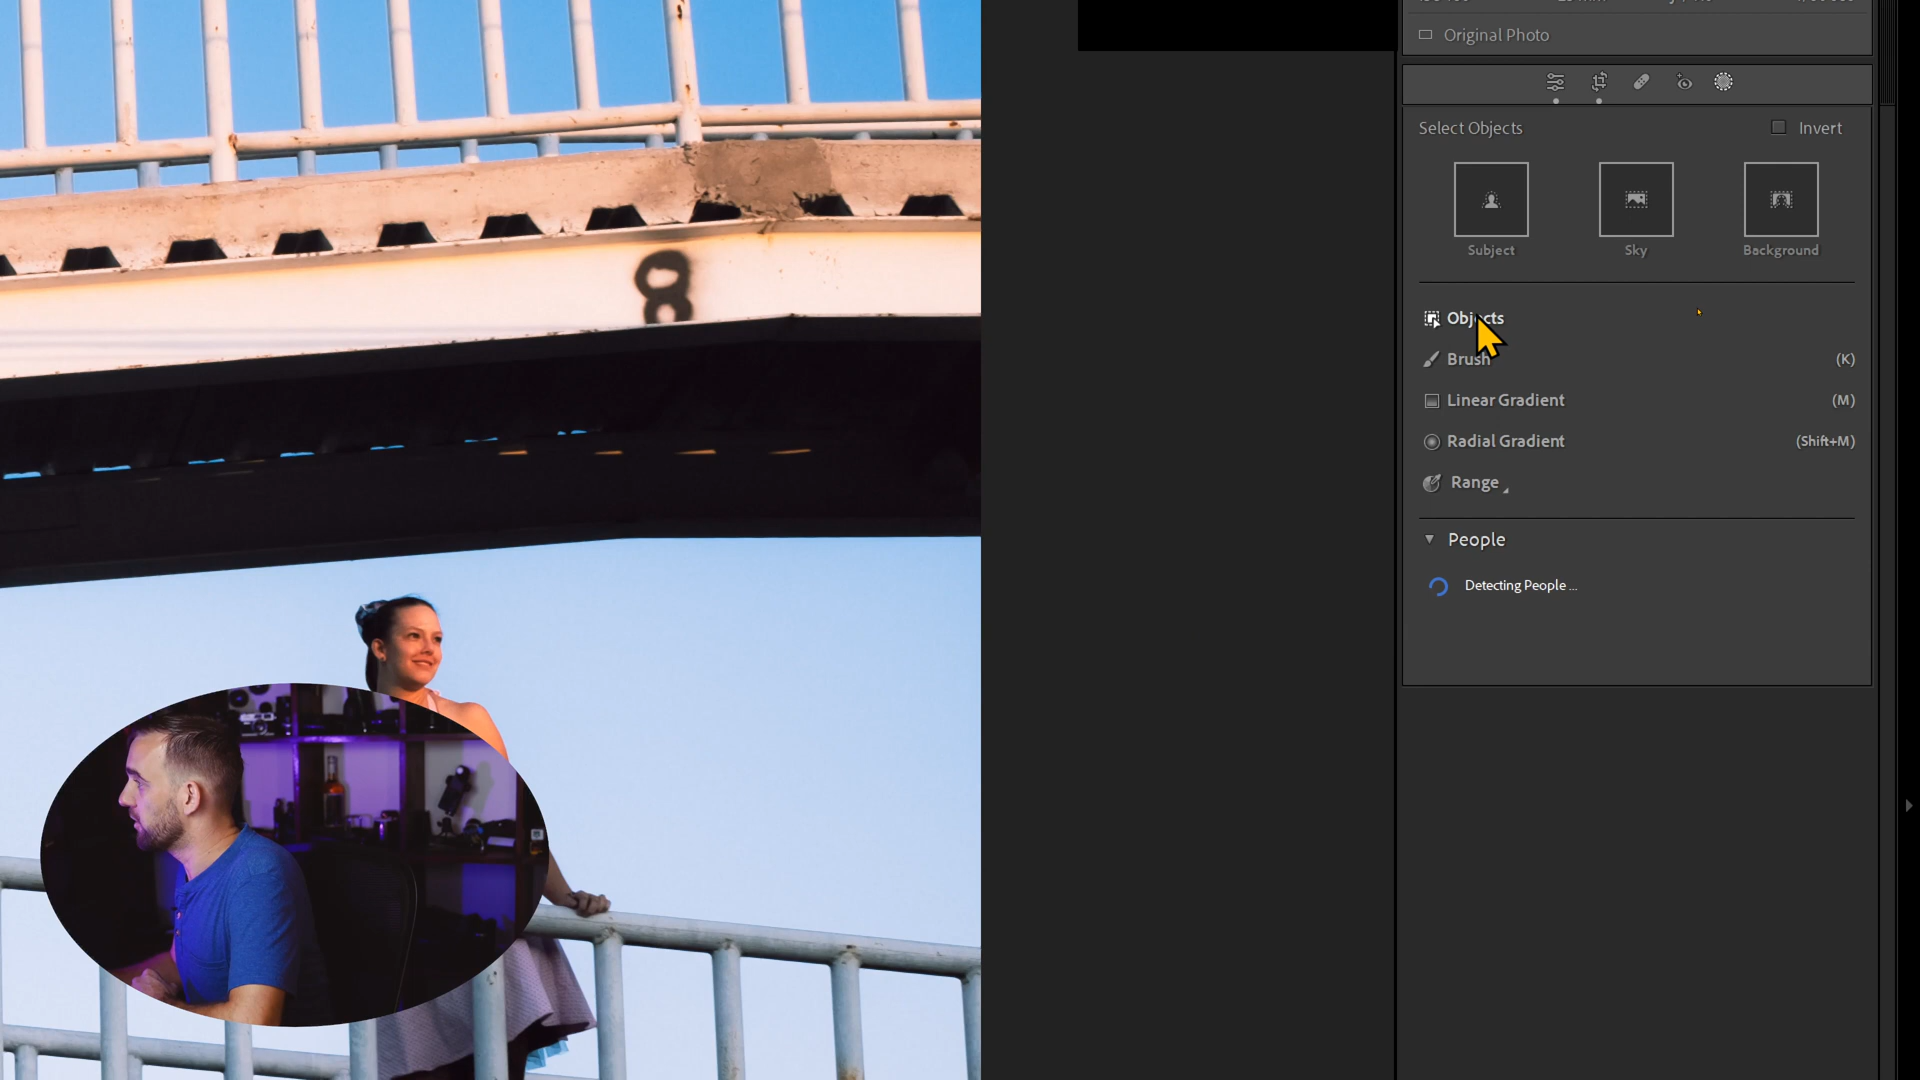 Original Photo
Select Objects
Invert
Subject
Sky
Background
Objects
Brush
(K)
Linear Gradient
(M)
Radial Gradient
(Shift+M)
Range
People
Detecting People ...
8